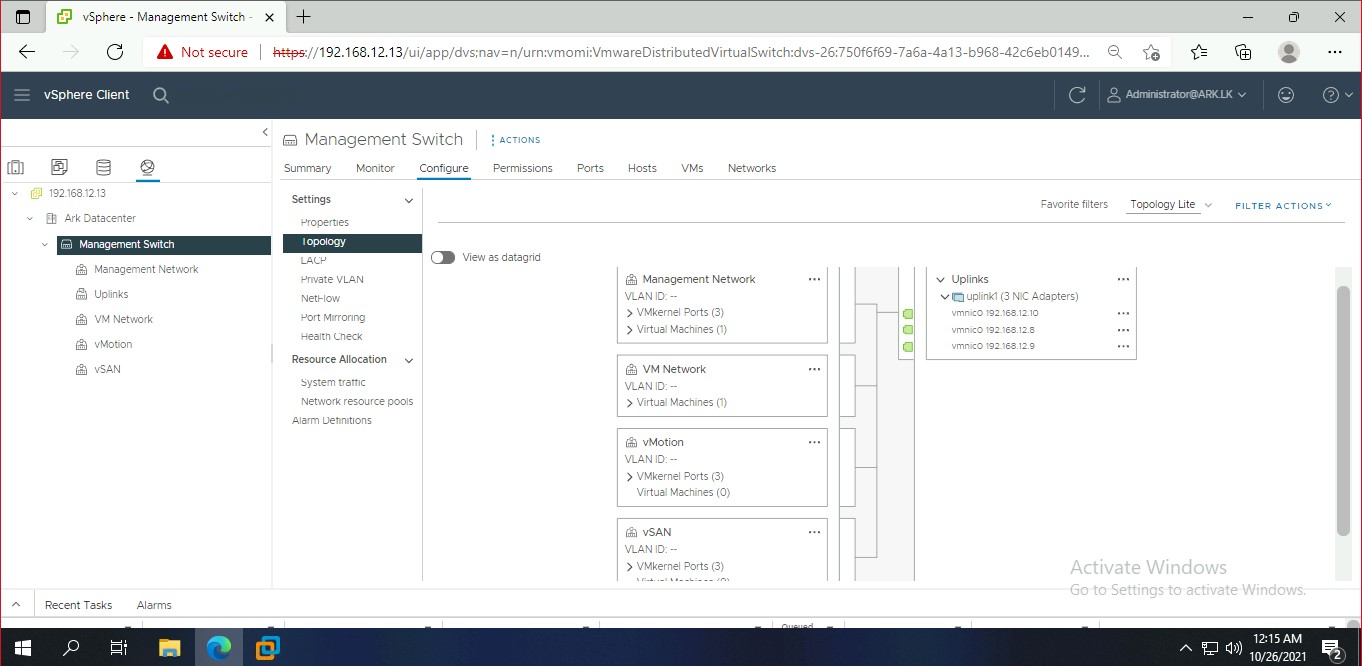 vSphere - Management Switch -
Not secure
https://192.168.12.13/ui/app/dvs;nav=n/urn:vmomi:VmwareDistributedVirtualSwitch:dvs-26:750f6f69-7a6a-4a13-b968-42c6eb0149...
vSphere Client
Administrator@ARK.LK
Management Switch
ACTIONS
Summary Monitor Configure Permissions Ports Hosts VMs Networks
192.168.12.13
Ark Datacenter
Management Switch
Management Network
Uplinks
VM Network
vMotion
vSAN
Settings
Properties
Topology
LACP
Private VLAN
NetFlow
Port Mirroring
Health Check
Resource Allocation
System traffic
Network resource pools
Alarm Definitions
Favorite filters Topology Lite FILTER ACTIONS
View as datagrid
Management Network ...
VLAN ID: --
VMkernel Ports (3)
Virtual Machines (1)
VM Network ...
VLAN ID: --
Virtual Machines (1)
vMotion ...
VLAN ID: --
VMkernel Ports (3)
Virtual Machines (0)
vSAN ...
VLAN ID: --
VMkernel Ports (3)
Virtual Machines (0)
Uplinks ...
uplink1 (3 NIC Adapters)
vmnic0 192.168.12.10 ...
vmnic0 192.168.12.8 ...
vmnic0 192.168.12.9 ...
Activate Windows
Go to Settings to activate Windows.
Recent Tasks Alarms
Queued
12:15 AM
10/26/2021
2